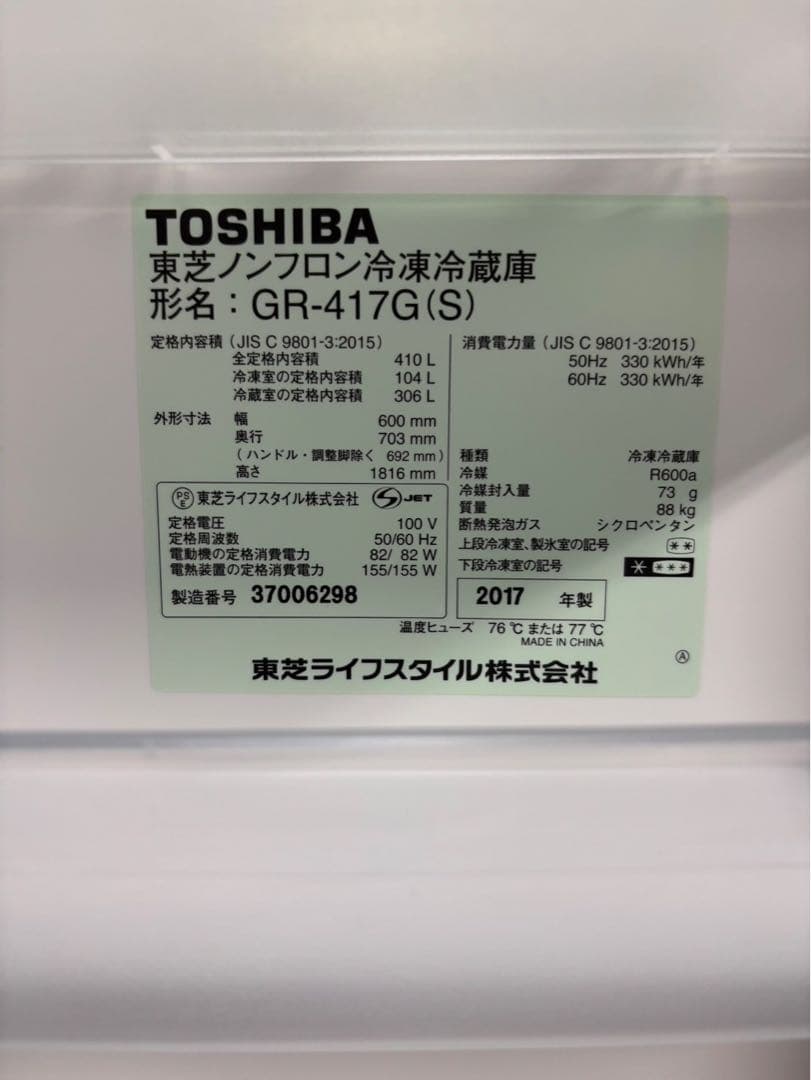 TOSHIBA
東芝ノンフロン冷凍冷蔵庫
形名：GR-417G(S)
定格内容積（JIS C 9801-3:2015）
全定格内容積 410 L
冷凍室の定格内容積 104 L
冷蔵室の定格内容積 306 L
外形寸法 幅 600 mm
奥行 703 mm
（ハンドル・調整脚除く 692 mm）
高さ 1816 mm
PSE 東芝ライフスタイル株式会社 S JET
定格電圧 100 V
定格周波数 50/60 Hz
電動機の定格消費電力 82/ 82 W
電熱装置の定格消費電力 155/155 W
製造番号 37006298
消費電力量（JIS C 9801-3:2015）
50Hz 330 kWh/年
60Hz 330 kWh/年
種類 冷凍冷蔵庫
冷媒 R600a
冷媒封入量 73 g
質量 88 kg
断熱発泡ガス シクロペンタン
上段冷凍室、製氷室の記号 **
下段冷凍室の記号 * ***
2017 年製
温度ヒューズ 76 ℃ または 77 ℃
MADE IN CHINA
東芝ライフスタイル株式会社
Ⓐ